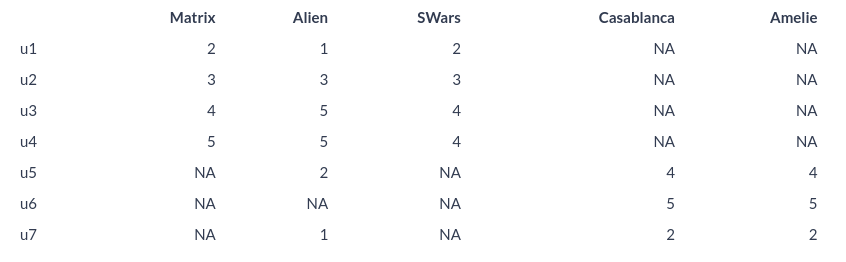 Matrix Alien SWars Casablanca Amelie
u1 2 1 2 NA NA
u2 3 3 3 NA NA
u3 4 5 4 NA NA
u4 5 5 4 NA NA
u5 NA 2 NA 4 4
u6 NA NA NA 5 5
u7 NA 1 NA 2 2